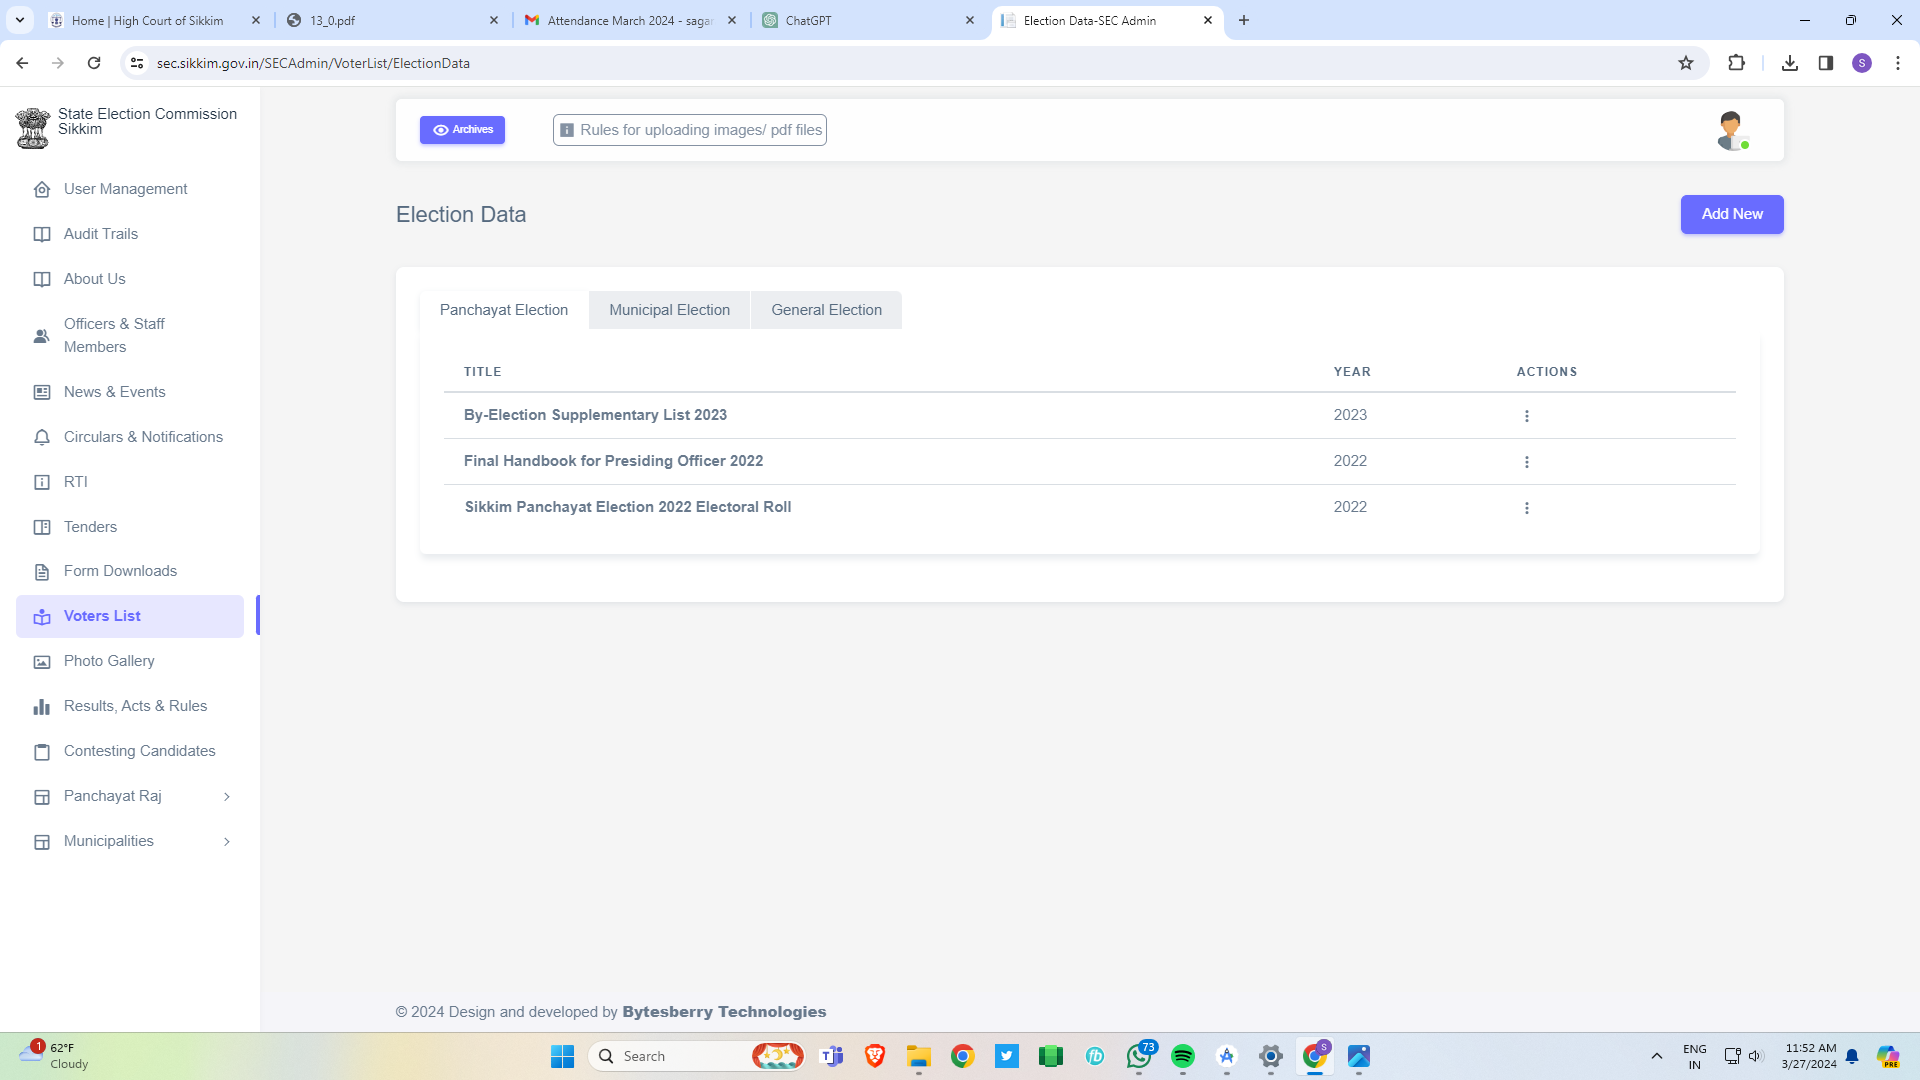 Home | High Court of Sikkim
13_0.pdf
Attendance March 2024 - sagar
ChatGPT
Election Data-SEC Admin
sec.sikkim.gov.in/SECAdmin/VoterList/ElectionData
S
State Election Commission
Sikkim
User Management
Audit Trails
About Us
Officers & Staff
Members
News & Events
Circulars & Notifications
RTI
Tenders
Form Downloads
Voters List
Photo Gallery
Results, Acts & Rules
Contesting Candidates
Panchayat Raj
Municipalities
Archives
Rules for uploading images/ pdf files
Election Data
Add New
Panchayat Election
Municipal Election
General Election
TITLE YEAR ACTIONS
By-Election Supplementary List 2023 2023
Final Handbook for Presiding Officer 2022 2022
Sikkim Panchayat Election 2022 Electoral Roll 2022
© 2024 Design and developed by Bytesberry Technologies
1
62°F
Cloudy
Search
73
S
ENG
IN
11:52 AM
3/27/2024
PRE